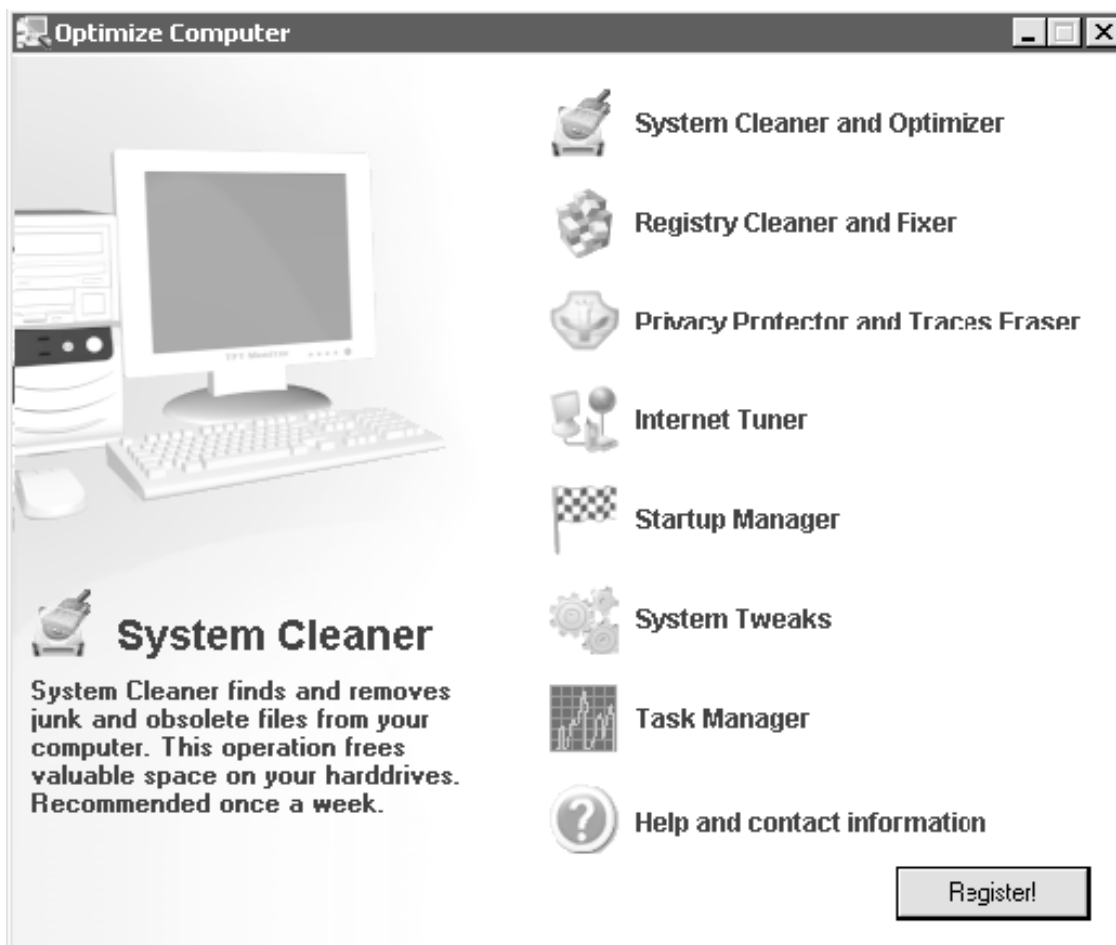 Optimize Computer
System Cleaner and Optimizer
Registry Cleaner and Fixer
Privacy Protector and Traces Eraser
Internet Tuner
Startup Manager
System Tweaks
Task Manager
Help and contact information
Register!
TFT Monitor
System Cleaner
System Cleaner finds and removes
junk and obsolete files from your
computer. This operation frees
valuable space on your harddrives.
Recommended once a week.